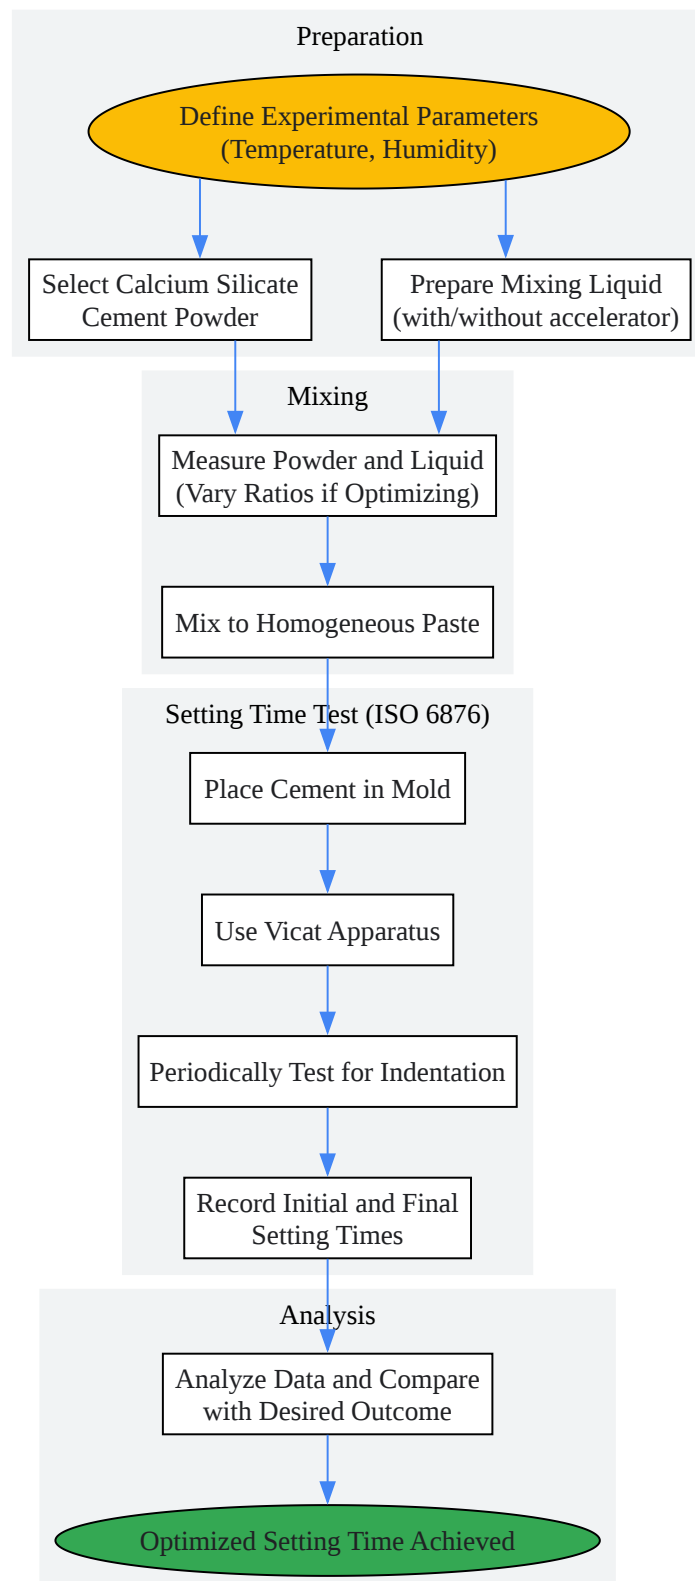 Preparation
Define Experimental Parameters
(Temperature, Humidity)
Select Calcium Silicate
Cement Powder
Prepare Mixing Liquid
(with/without accelerator)
Mixing
Measure Powder and Liquid
(Vary Ratios if Optimizing)
Mix to Homogeneous Paste
Setting Time Test (ISO 6876)
Place Cement in Mold
Use Vicat Apparatus
Periodically Test for Indentation
Record Initial and Final
Setting Times
Analysis
Analyze Data and Compare
with Desired Outcome
Optimized Setting Time Achieved